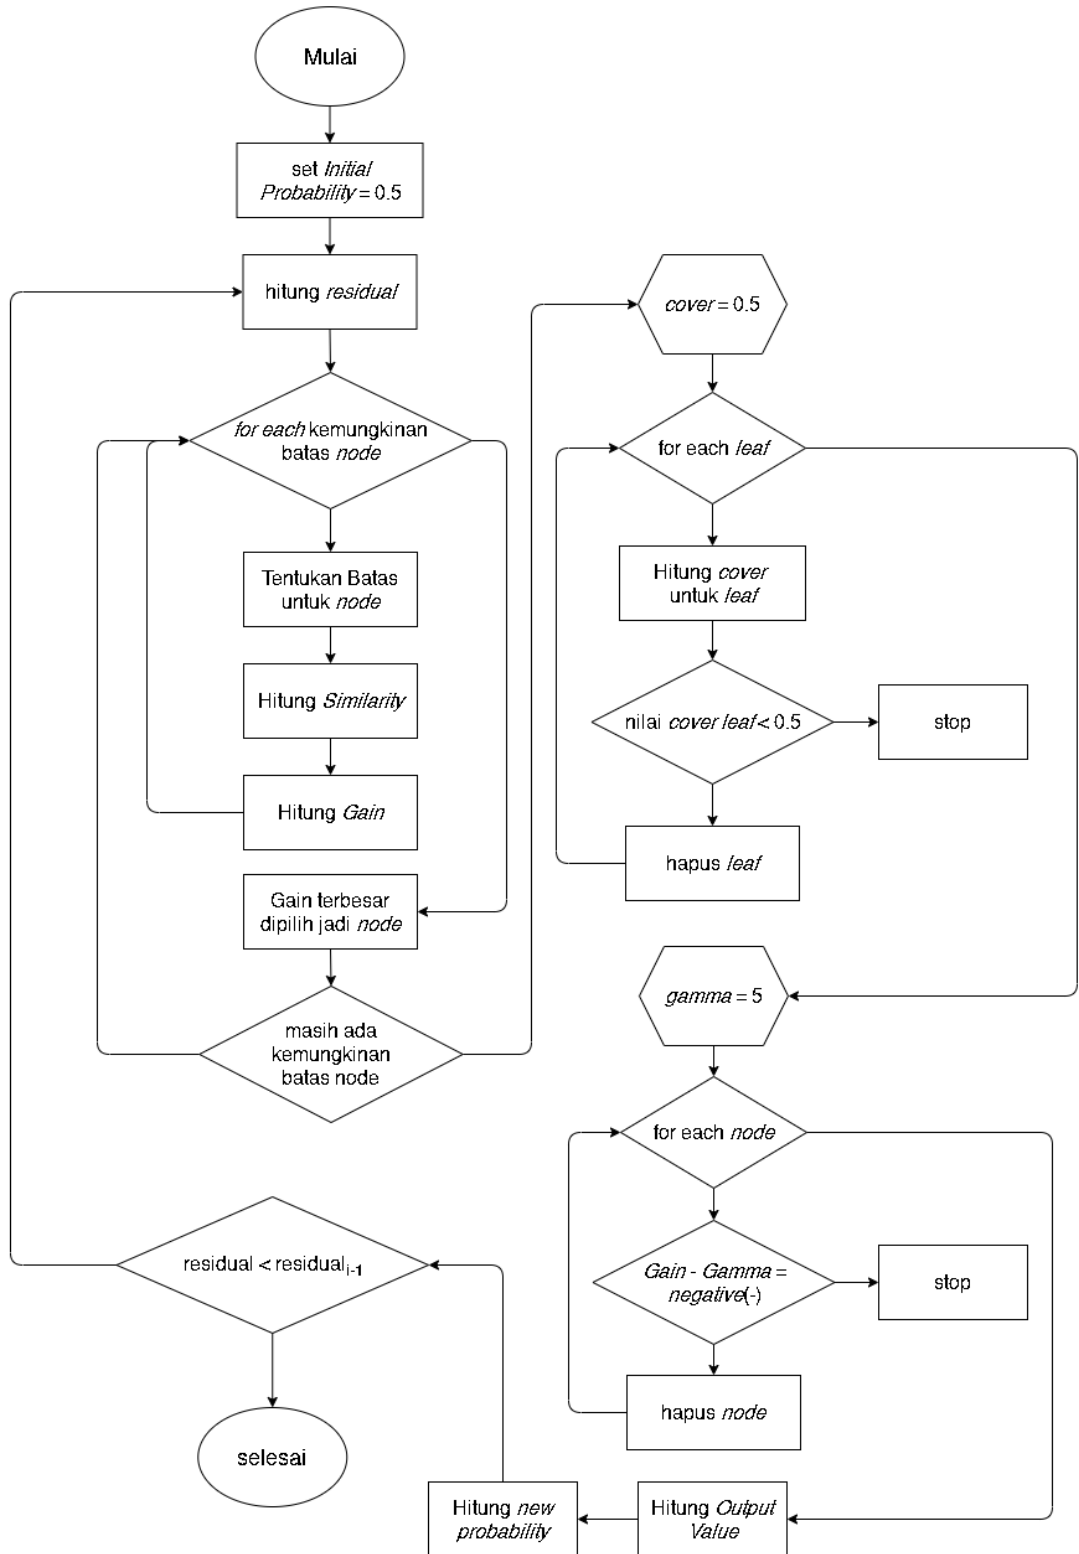 Mulai
set Initial
Probability = 0.5
hitung residual
for each kemungkinan
batas node
Tentukan Batas
untuk node
Hitung Similarity
Hitung Gain
Gain terbesar
dipilih jadi node
masih ada
kemungkinan
batas node
cover = 0.5
for each leaf
Hitung cover
untuk leaf
nilai cover leaf < 0.5
stop
hapus leaf
gamma = 5
for each node
Gain - Gamma =
negative(-)
stop
hapus node
Hitung Output
Value
Hitung new
probability
residual < residual i-1
selesai